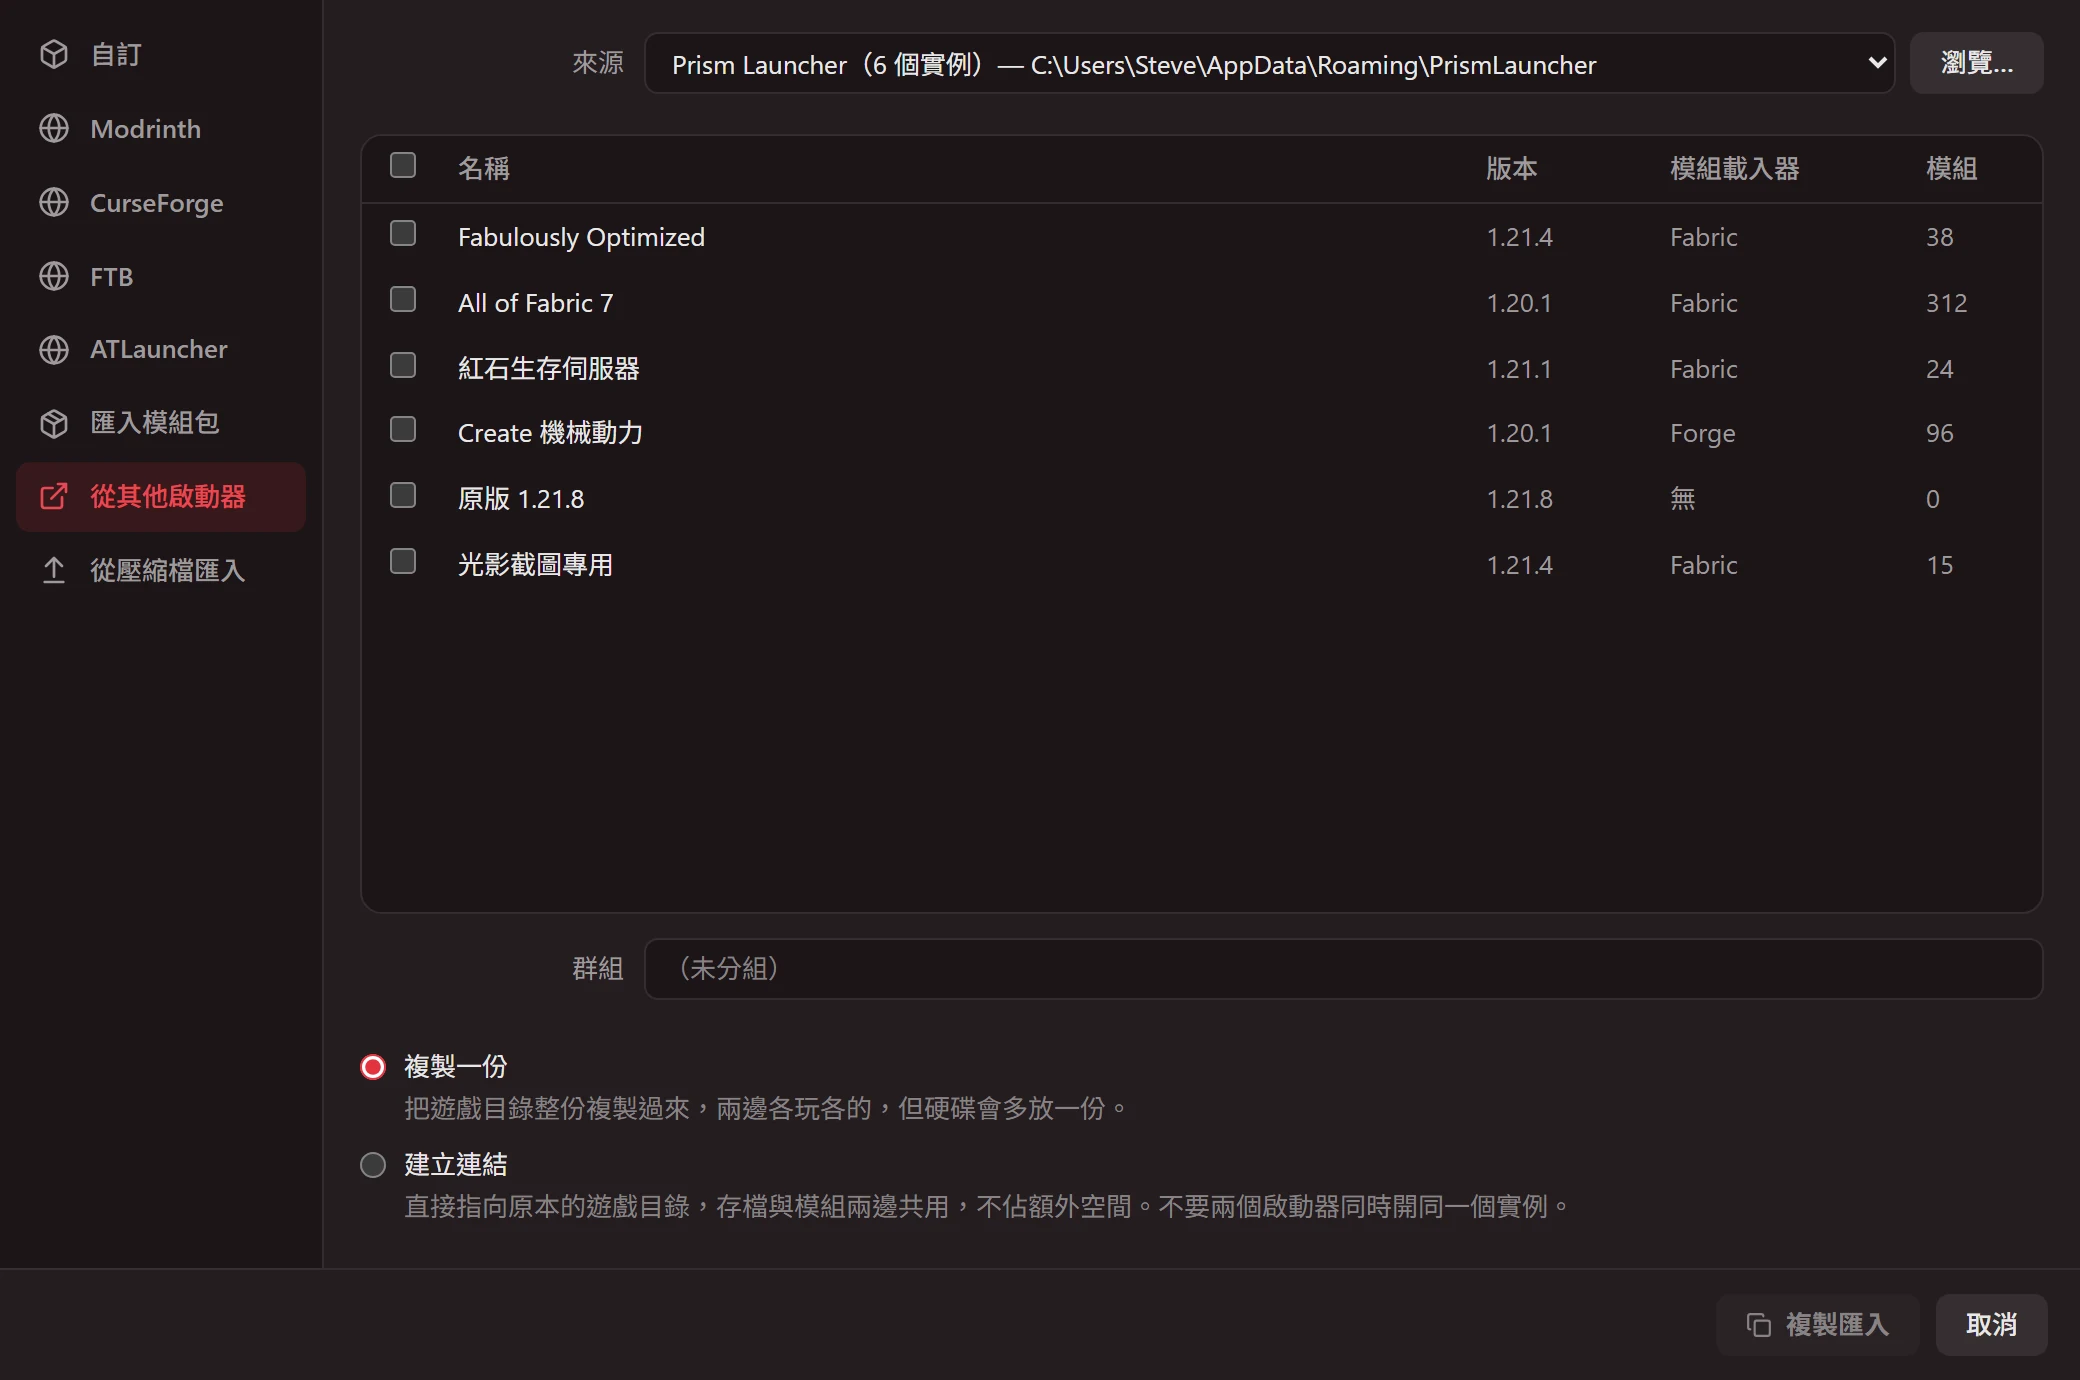 自訂
Modrinth
CurseForge
FTB
ATLauncher
匯入模組包
從其他啟動器
從壓縮檔匯入
來源 Prism Launcher（6 個實例）— C:\Users\Steve\AppData\Roaming\PrismLauncher 瀏覽...
名稱 版本 模組載入器 模組
Fabulously Optimized 1.21.4 Fabric 38
All of Fabric 7 1.20.1 Fabric 312
紅石生存伺服器 1.21.1 Fabric 24
Create 機械動力 1.20.1 Forge 96
原版 1.21.8 1.21.8 無 0
光影截圖專用 1.21.4 Fabric 15
群組 （未分組）
複製一份
把遊戲目錄整份複製過來，兩邊各玩各的，但硬碟會多放一份。
建立連結
直接指向原本的遊戲目錄，存檔與模組兩邊共用，不佔額外空間。不要兩個啟動器同時開同一個實例。
複製匯入 取消